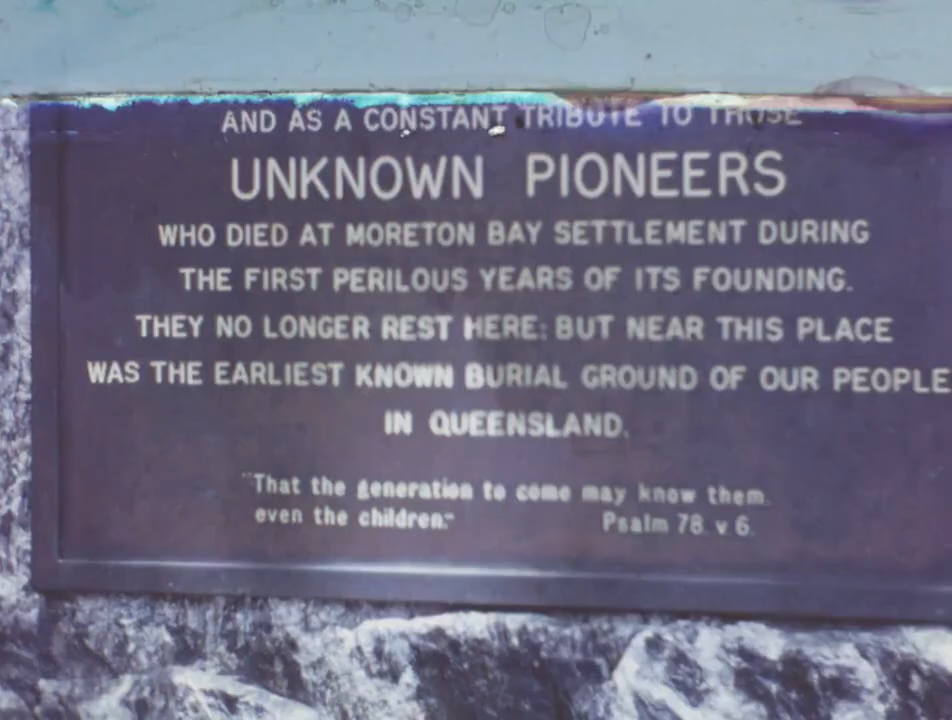 AND AS A CONSTANT TRIBUTE TO THOSE
UNKNOWN PIONEERS
WHO DIED AT MORETON BAY SETTLEMENT DURING
THE FIRST PERILOUS YEARS OF ITS FOUNDING.
THEY NO LONGER REST HERE: BUT NEAR THIS PLACE
WAS THE EARLIEST KNOWN BURIAL GROUND OF OUR PEOPLE
IN QUEENSLAND.
"That the generation to come may know them.
even the children." Psalm 78. v 6.